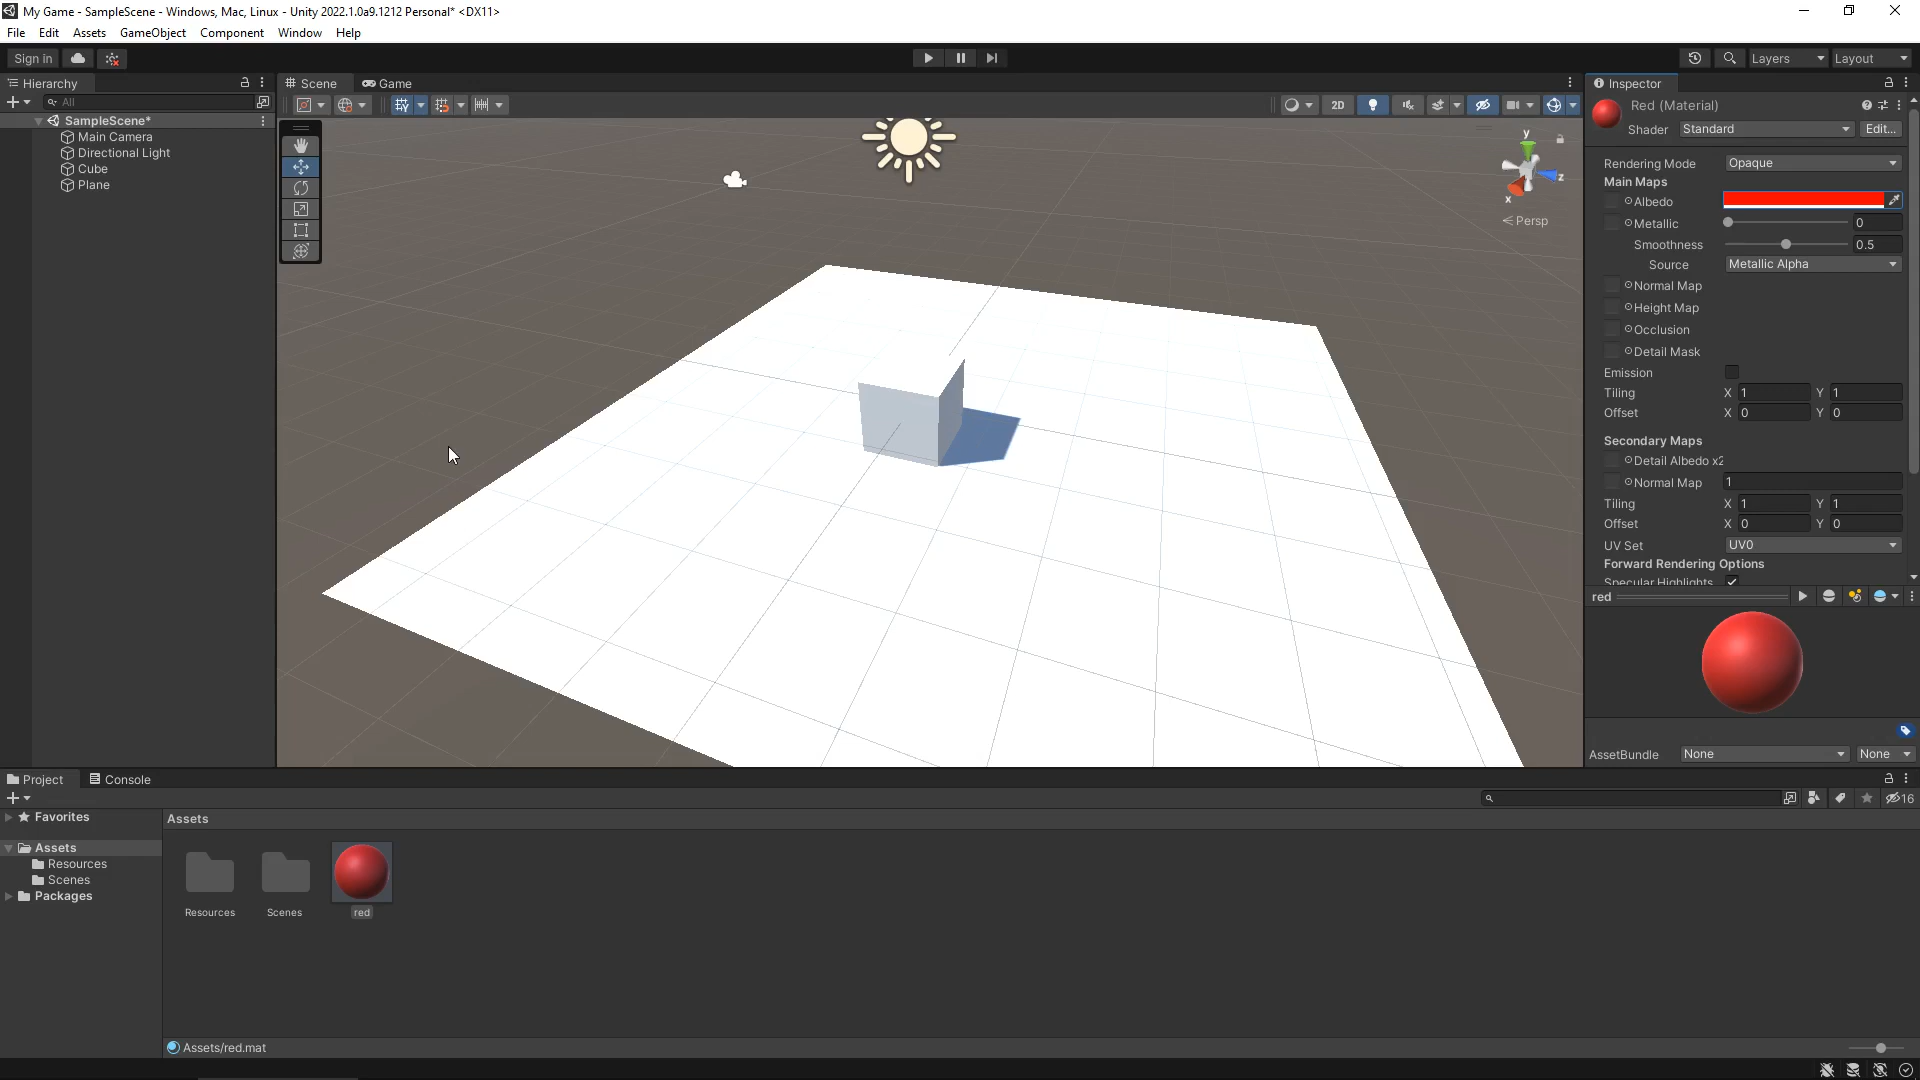 My Game - SampleScene - Windows, Mac, Linux - Unity 2022.1.0a9.1212 Personal* <DX11>
File Edit Assets GameObject Component Window Help
Sign in
Layers
Layout
Hierarchy
All
SampleScene*
Main Camera
Directional Light
Cube
Plane
Scene
Game
2D
y
z
x
Persp
Inspector
Red (Material)
Shader Standard Edit...
Rendering Mode Opaque
Main Maps
Albedo
Metallic 0
Smoothness 0.5
Source Metallic Alpha
Normal Map
Height Map
Occlusion
Detail Mask
Emission
Tiling X 1 Y 1
Offset X 0 Y 0
Secondary Maps
Detail Albedo x2
Normal Map 1
Tiling X 1 Y 1
Offset X 0 Y 0
UV Set UV0
Forward Rendering Options
Specular Highlights
red
AssetBundle None None
Project
Console
16
Favorites
Assets
Resources
Scenes
Packages
Assets
Resources
Scenes
red
Assets/red.mat